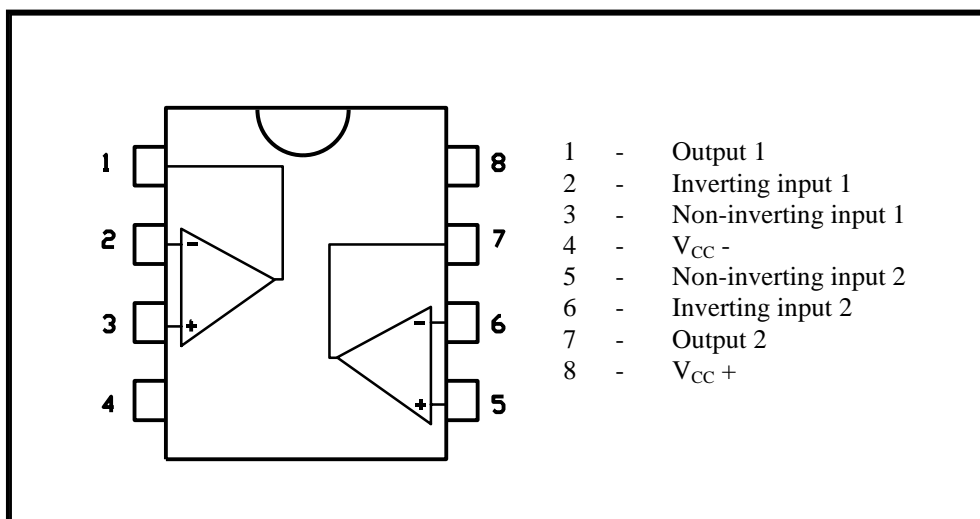 1
2
-
3
+
4
8
7
-
6
+
5
1 - Output 1
2 - Inverting input 1
3 - Non-inverting input 1
4 - VCC -
5 - Non-inverting input 2
6 - Inverting input 2
7 - Output 2
8 - VCC +